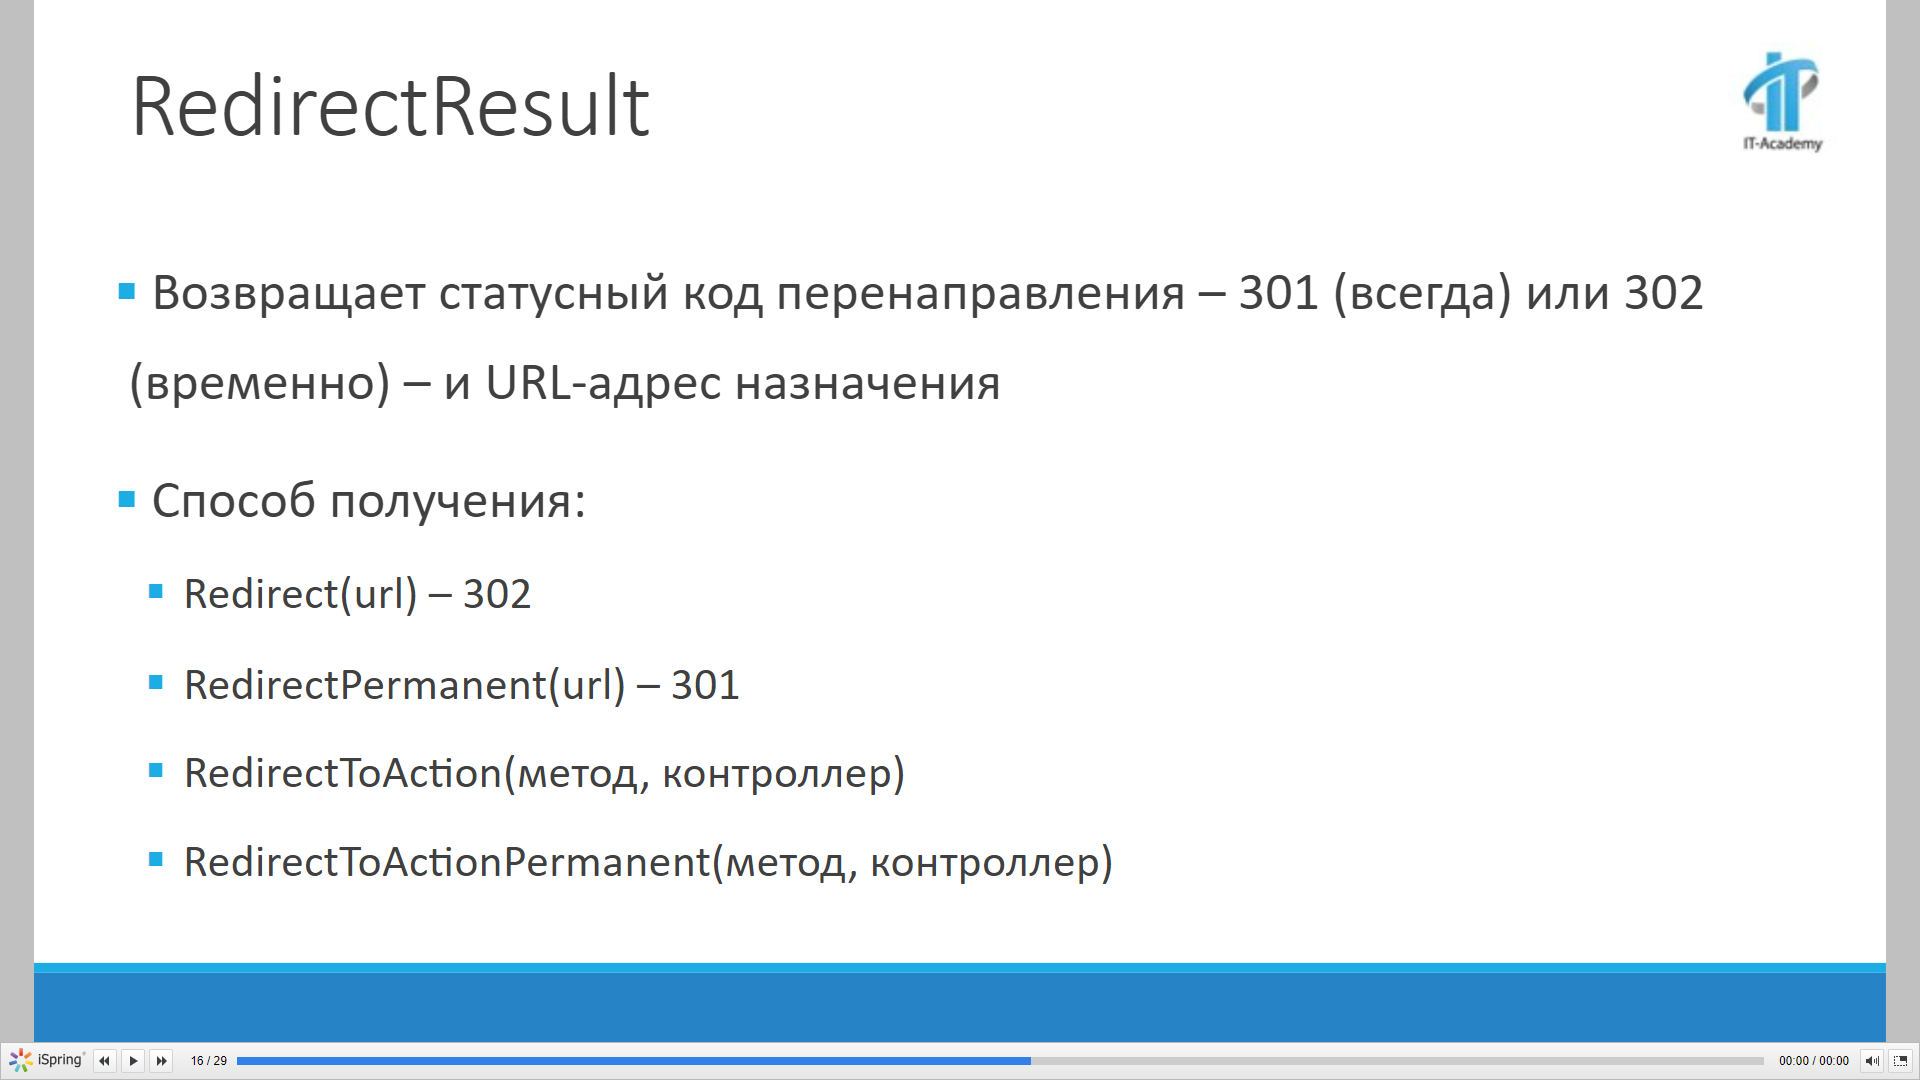 RedirectResult
IT-Academy
Возвращает статусный код перенаправления – 301 (всегда) или 302
(временно) – и URL-адрес назначения
Способ получения:
Redirect(url) – 302
RedirectPermanent(url) – 301
RedirectToAction(метод, контроллер)
RedirectToActionPermanent(метод, контроллер)
iSpring
16 / 29
00:00 / 00:00